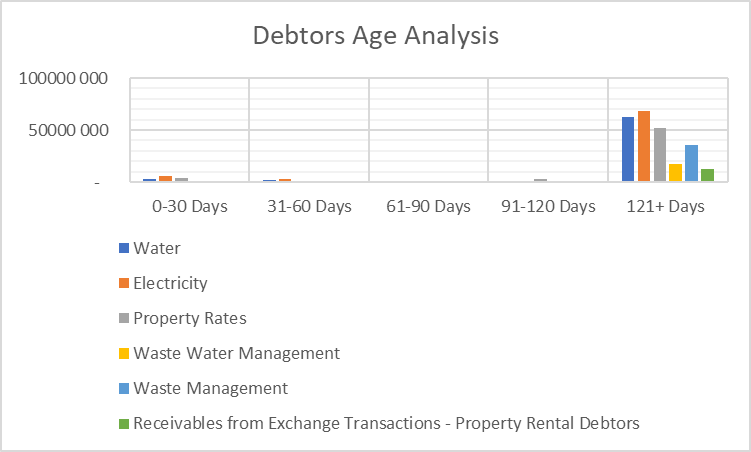 Debtors Age Analysis
100000 000
50000 000
-
0-30 Days 31-60 Days 61-90 Days 91-120 Days 121+ Days
Water
Electricity
Property Rates
Waste Water Management
Waste Management
Receivables from Exchange Transactions - Property Rental Debtors